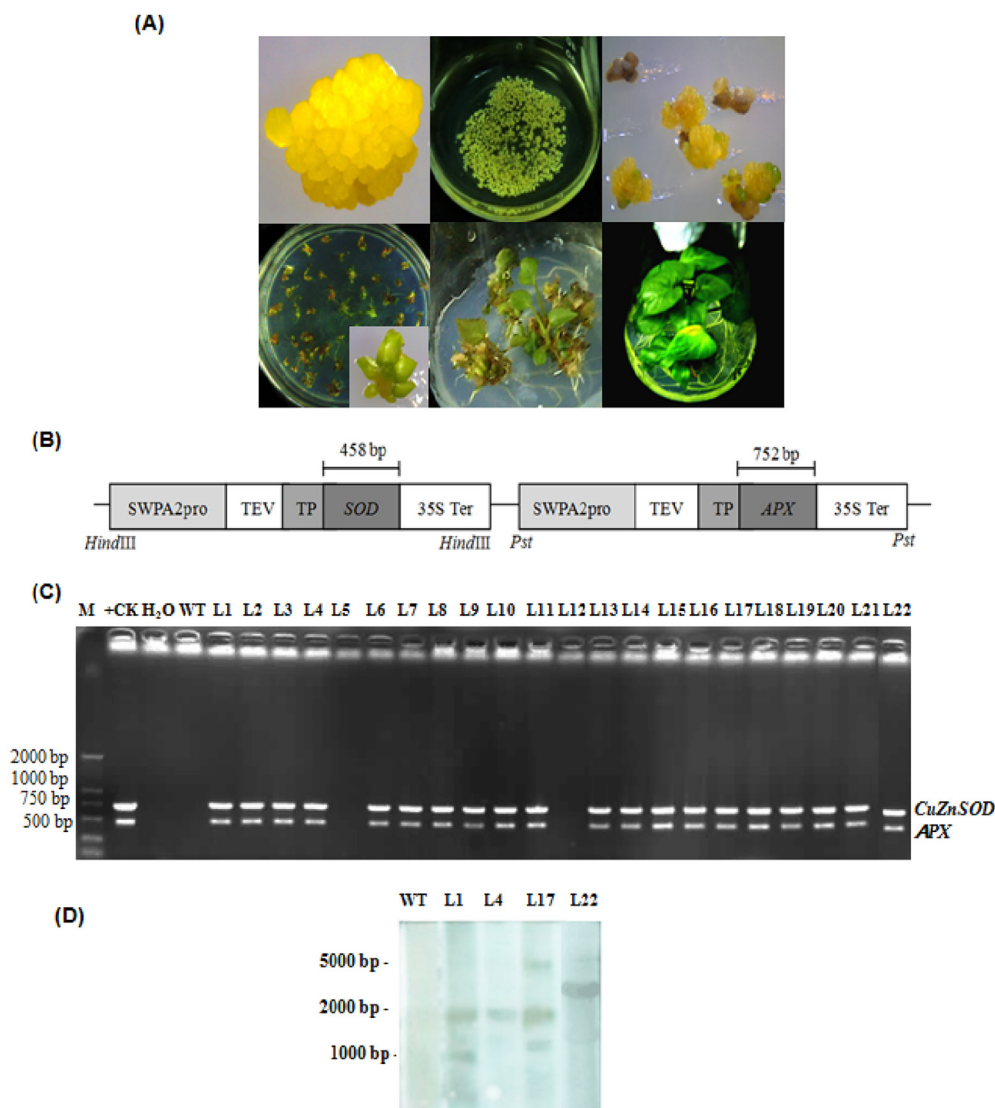 (A)
(B)
458 bp
752 bp
SWPA2pro TEV TP SOD 35S Ter SWPA2pro TEV TP APX 35S Ter
HindIII HindIII Pst Pst
(C)
M +CK H₂O WT L1 L2 L3 L4 L5 L6 L7 L8 L9 L10 L11 L12 L13 L14 L15 L16 L17 L18 L19 L20 L21 L22
2000 bp
1000 bp
750 bp
500 bp
CuZnSOD
APX
(D)
WT L1 L4 L17 L22
5000 bp -
2000 bp -
1000 bp -